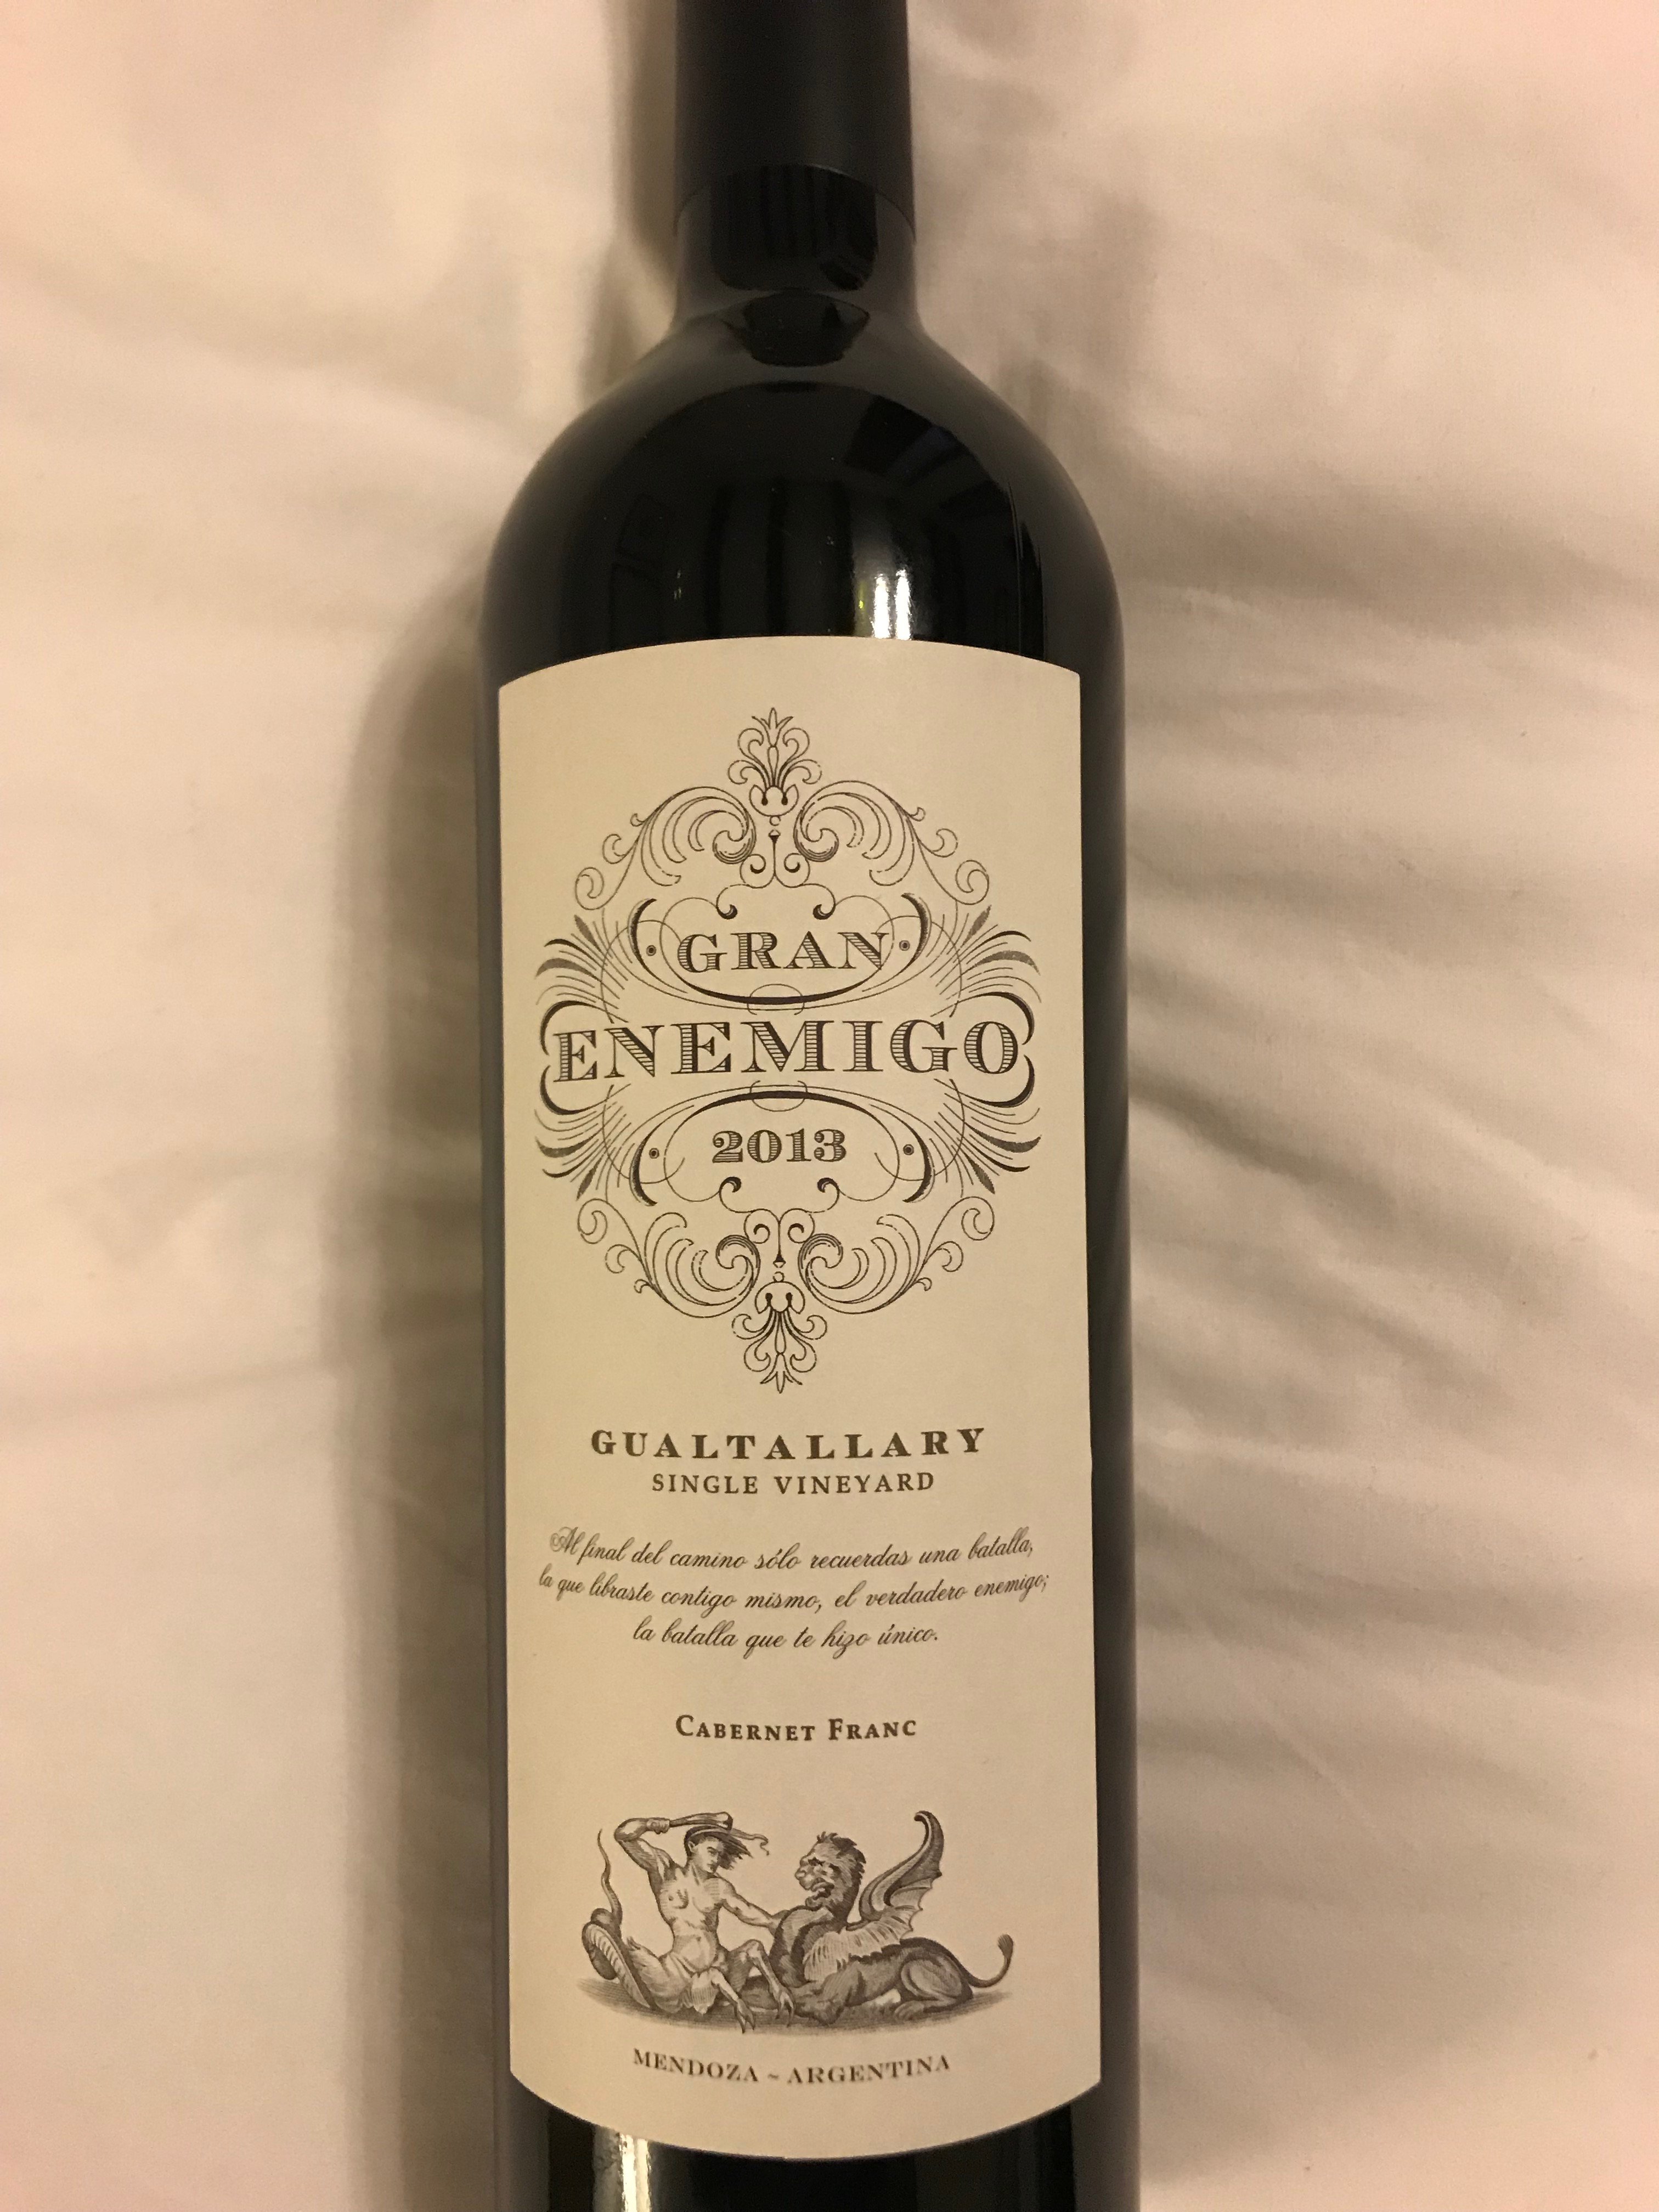 GRAN
ENEMIGO
2013
GUALTALLARY
SINGLE VINEYARD
Al final del camino sólo recuerdas una batalla,
la que libraste contigo mismo, el verdadero enemigo;
la batalla que te hizo único.
CABERNET FRANC
MENDOZA ~ ARGENTINA